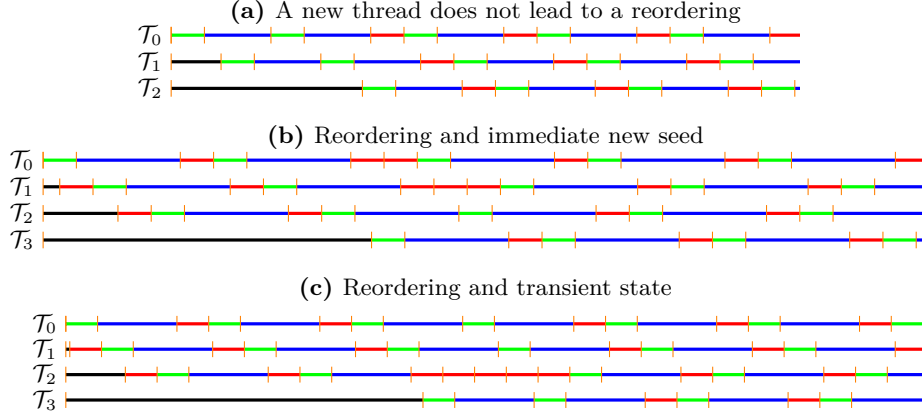 (a) A new thread does not lead to a reordering
𝒯0
𝒯1
𝒯2
(b) Reordering and immediate new seed
𝒯0
𝒯1
𝒯2
𝒯3
(c) Reordering and transient state
𝒯0
𝒯1
𝒯2
𝒯3